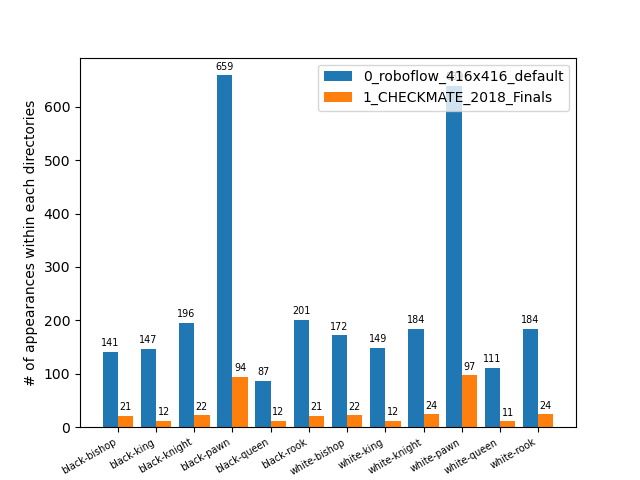 0_roboflow_416x416_default
1_CHECKMATE_2018_Finals
# of appearances within each directories
600
500
400
300
200
100
0
141 21
147 12
196 22
659 94
87 12
201 21
172 22
149 12
184 24
97
111 11
184 24
black-bishop
black-king
black-knight
black-pawn
black-queen
black-rook
white-bishop
white-king
white-knight
white-pawn
white-queen
white-rook